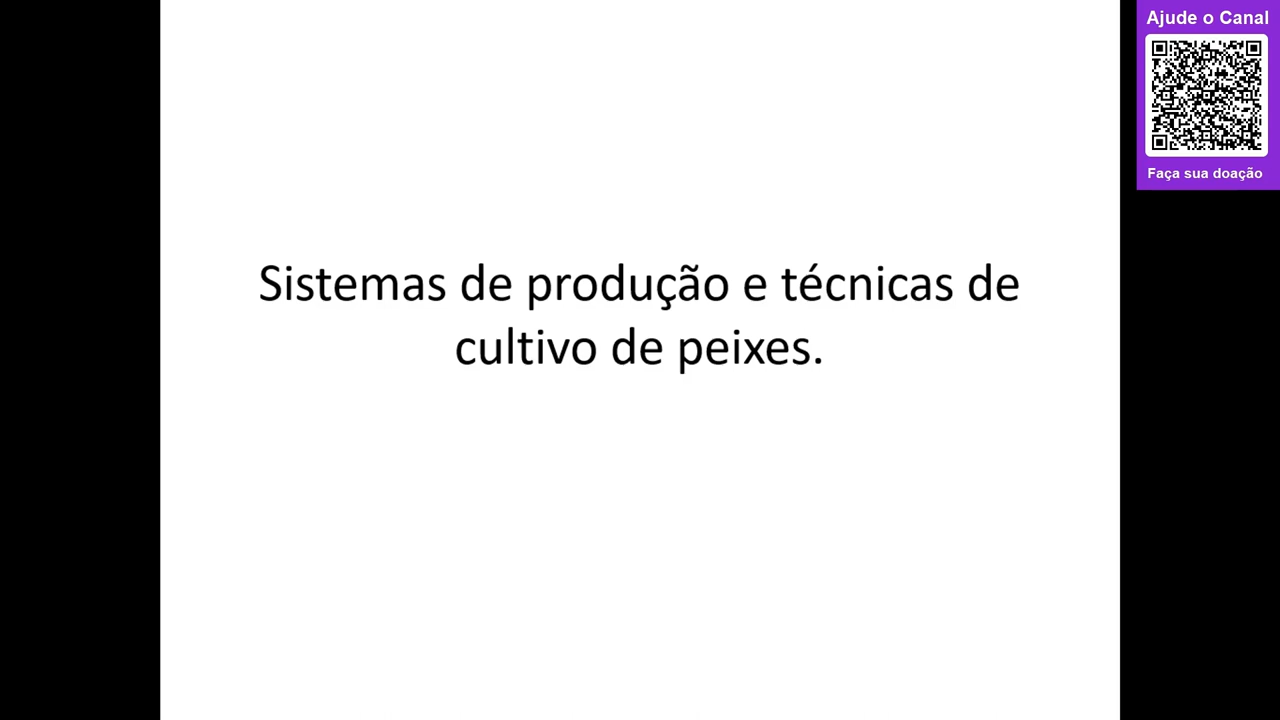 Ajude o Canal
Faça sua doação
Sistemas de produção e técnicas de
cultivo de peixes.